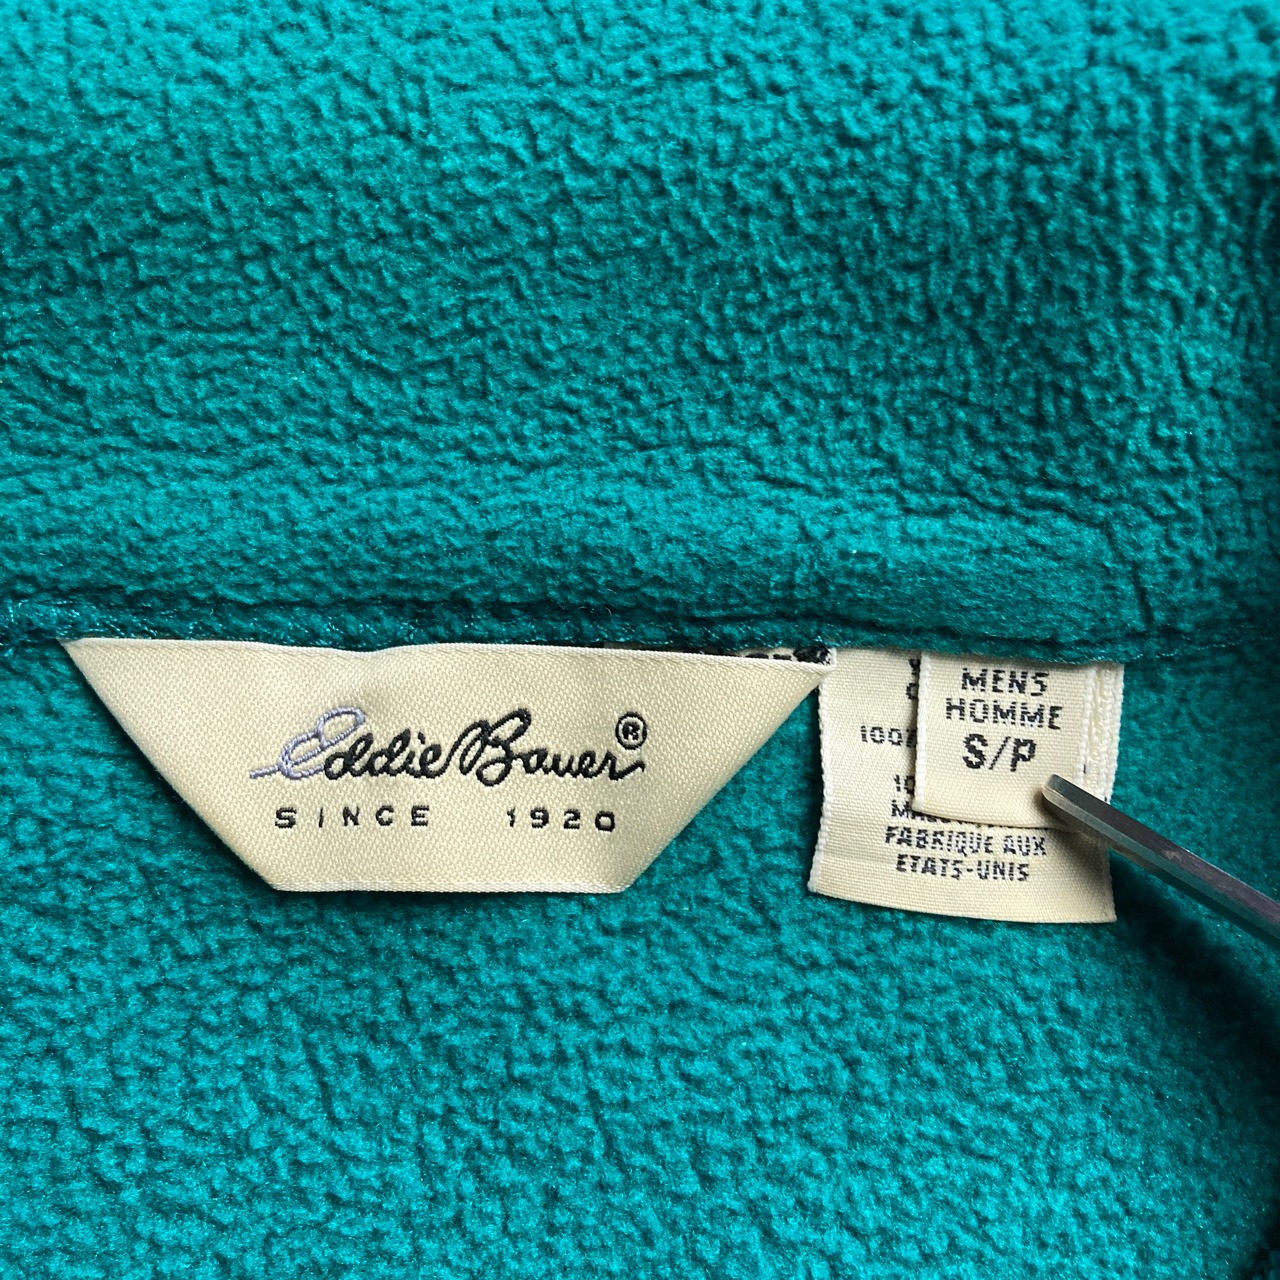 Eddie Bauer®
SINCE 1920
MENS
HOMME
S/P
FABRIQUE AUX
ETATS-UNIS